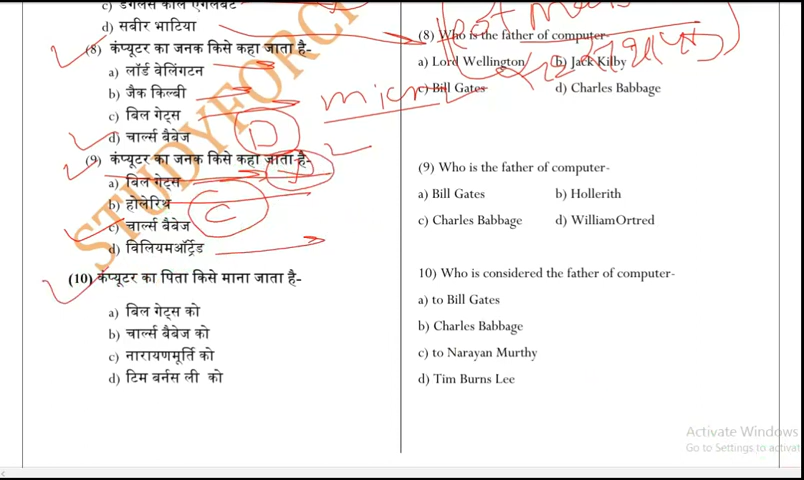 c) डगलस कार्ल एंगेलबर्ट
d) सबीर भाटिया
(8) कंप्यूटर का जनक किसे कहा जाता है-
a) लॉर्ड वेलिंगटन
b) जैक किल्बी
c) बिल गेट्स
d) चार्ल्स बैबेज
D
(9) कंप्यूटर का जनक किसे कहा जाता है-
a) बिल गेट्स
b) होलेरिथ
c) चार्ल्स बैबेज
d) विलियमऑर्ट्रेड
C
(10) कंप्यूटर का पिता किसे माना जाता है-
a) बिल गेट्स को
b) चार्ल्स बैबेज को
c) नारायणमूर्ति को
d) टिम बर्नस ली को
STUDYFORC
(8) Who is the father of computer-
a) Lord Wellington b) Jack Kilby
c) Bill Gates d) Charles Babbage
(9) Who is the father of computer-
a) Bill Gates b) Hollerith
c) Charles Babbage d) WilliamOrtred
10) Who is considered the father of computer-
a) to Bill Gates
b) Charles Babbage
c) to Narayan Murthy
d) Tim Burns Lee
Activate Windows
Go to Settings to activat